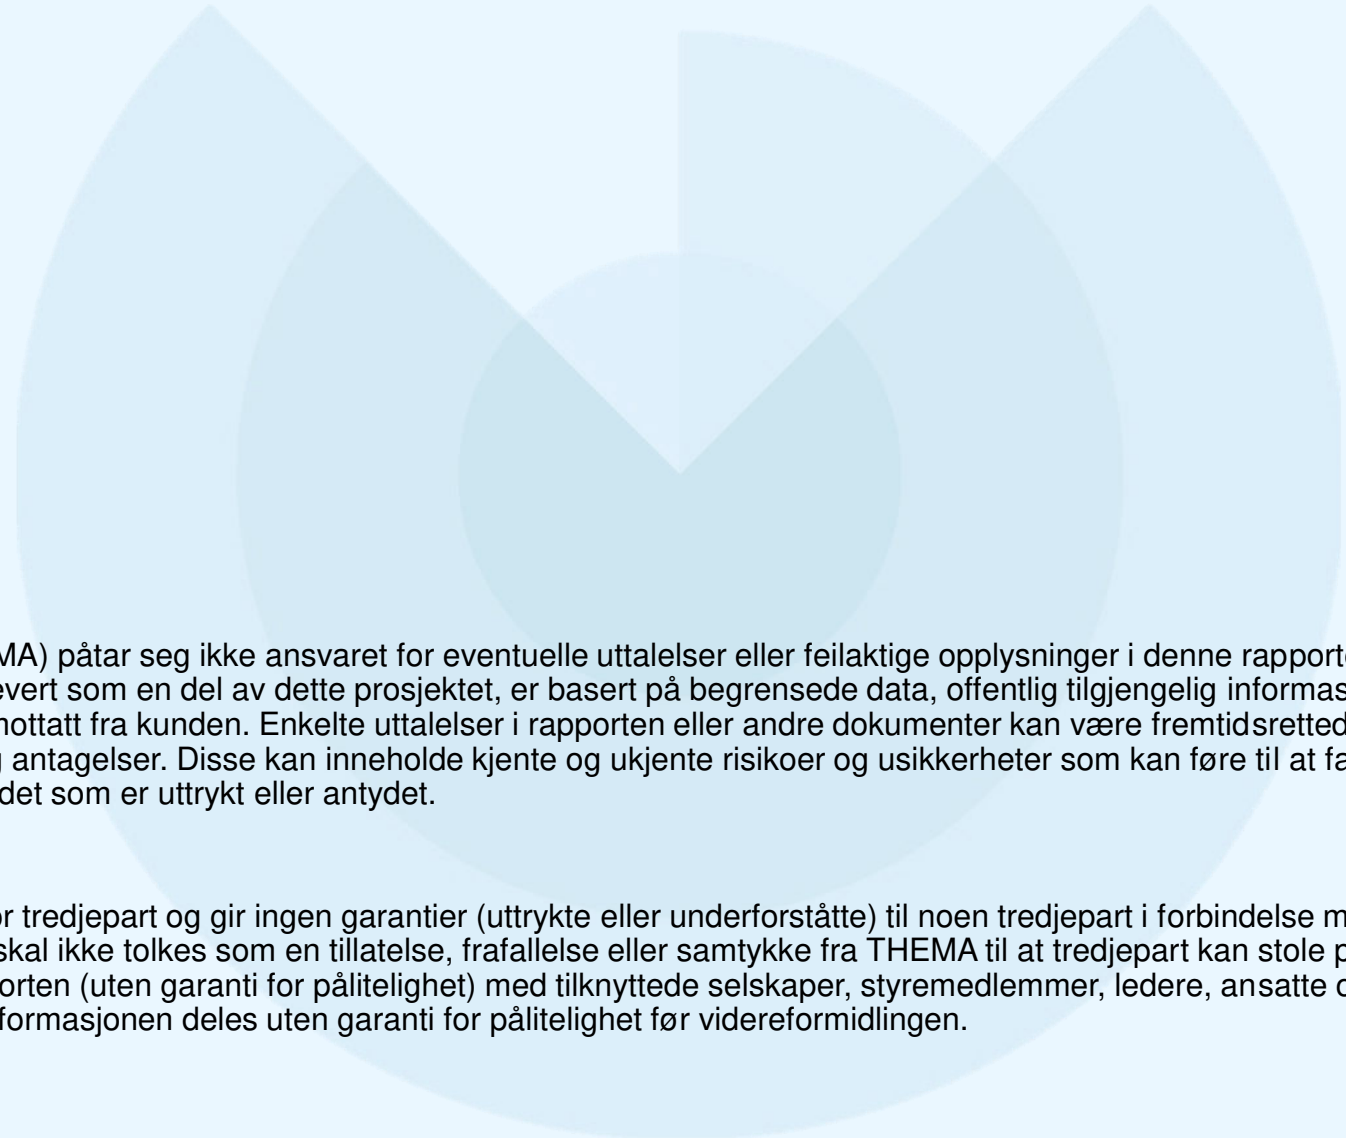 MA) påtar seg ikke ansvaret for eventuelle uttalelser eller feilaktige opplysninger i denne rapport
evert som en del av dette prosjektet, er basert på begrensede data, offentlig tilgjengelig informas
nottatt fra kunden. Enkelte uttalelser i rapporten eller andre dokumenter kan være fremtidsretted
antagelser. Disse kan inneholde kjente og ukjente risikoer og usikkerheter som kan føre til at fa
det som er uttrykt eller antydet.
or tredjepart og gir ingen garantier (uttrykte eller underforståtte) til noen tredjepart i forbindelse m
skal ikke tolkes som en tillatelse, frafallelse eller samtykke fra THEMA til at tredjepart kan stole p
orten (uten garanti for pålitelighet) med tilknyttede selskaper, styremedlemmer, ledere, ansatte o
formasjonen deles uten garanti for pålitelighet før videreformidlingen.